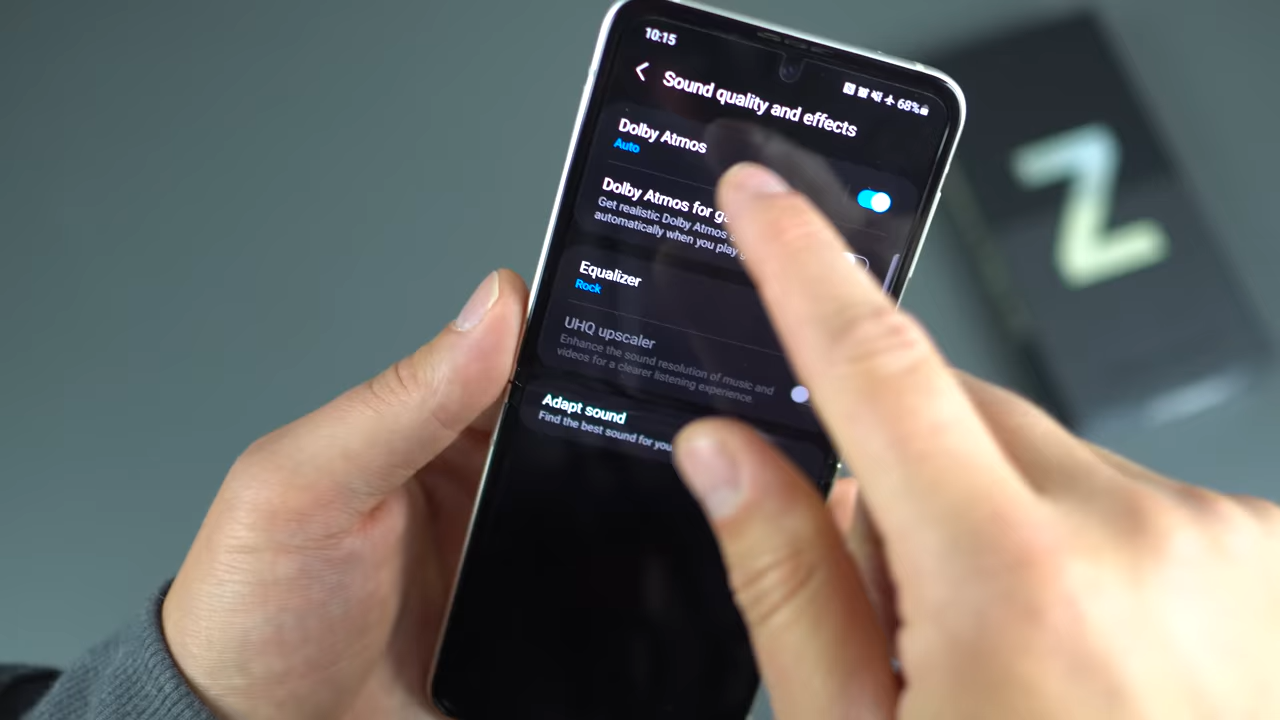 10:15
68%
Sound quality and effects
Dolby Atmos
Auto
Dolby Atmos for
Get realistic Dolby Atmos
automatically when you play
Equalizer
Rock
UHQ upscaler
Enhance the sound resolution of music and
videos for a clearer listening experience.
Adapt sound
Find the best sound for you
Z